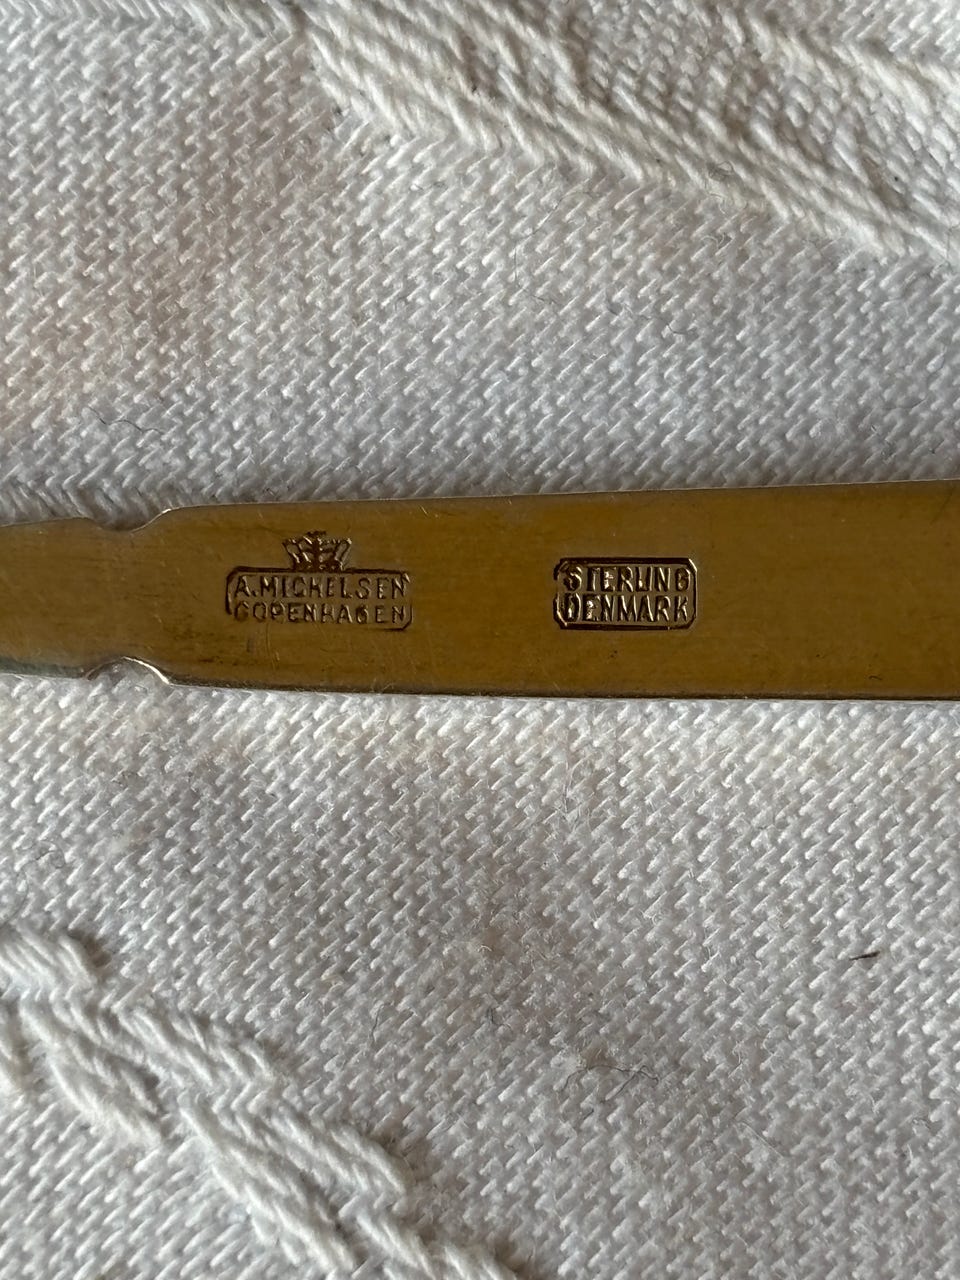 A.MICHELSEN
COPENHAGEN
STERLING
DENMARK